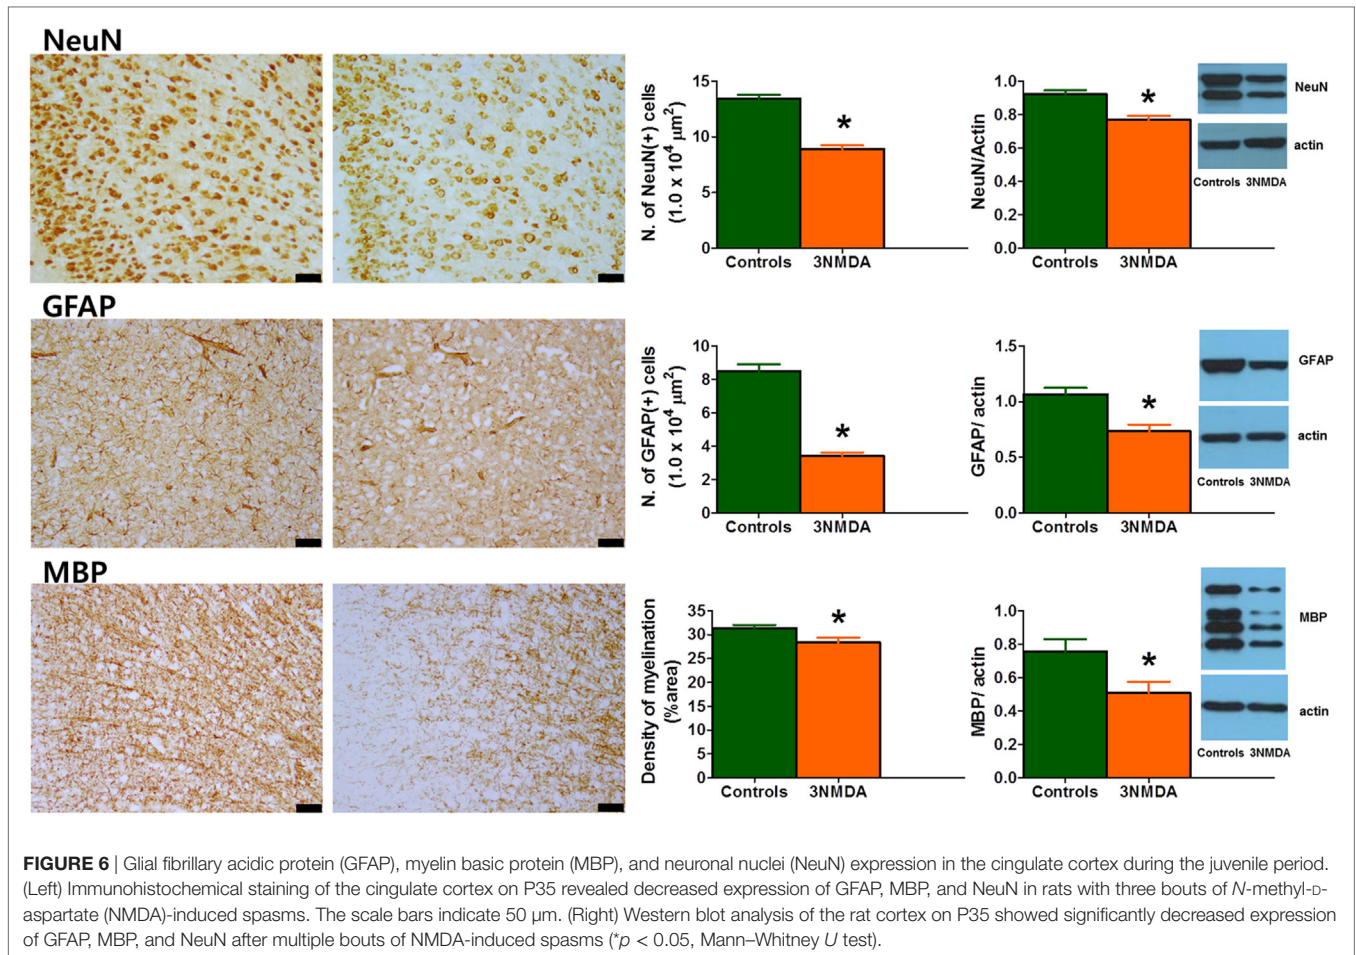 NeuN
N. of NeuN(+) cells
(1.0 x 10⁴ µm²)
15
10
5
0
Controls 3NMDA
*
NeuN/Actin
1.0
0.8
0.6
0.4
0.2
0.0
Controls 3NMDA
*
NeuN
actin
Controls 3NMDA
GFAP
N. of GFAP(+) cells
(1.0 x 10⁴ µm²)
10
8
6
4
2
0
Controls 3NMDA
*
GFAP/ actin
1.5
1.0
0.5
0.0
Controls 3NMDA
*
GFAP
actin
Controls 3NMDA
MBP
Density of myelination
(%area)
35
30
25
20
15
10
5
0
Controls 3NMDA
*
MBP/ actin
1.0
0.8
0.6
0.4
0.2
0.0
Controls 3NMDA
*
MBP
actin
Controls 3NMDA
FIGURE 6 | Glial fibrillary acidic protein (GFAP), myelin basic protein (MBP), and neuronal nuclei (NeuN) expression in the cingulate cortex during the juvenile period.
(Left) Immunohistochemical staining of the cingulate cortex on P35 revealed decreased expression of GFAP, MBP, and NeuN in rats with three bouts of N-methyl-D-
aspartate (NMDA)-induced spasms. The scale bars indicate 50 µm. (Right) Western blot analysis of the rat cortex on P35 showed significantly decreased expression
of GFAP, MBP, and NeuN after multiple bouts of NMDA-induced spasms (*p < 0.05, Mann–Whitney U test).